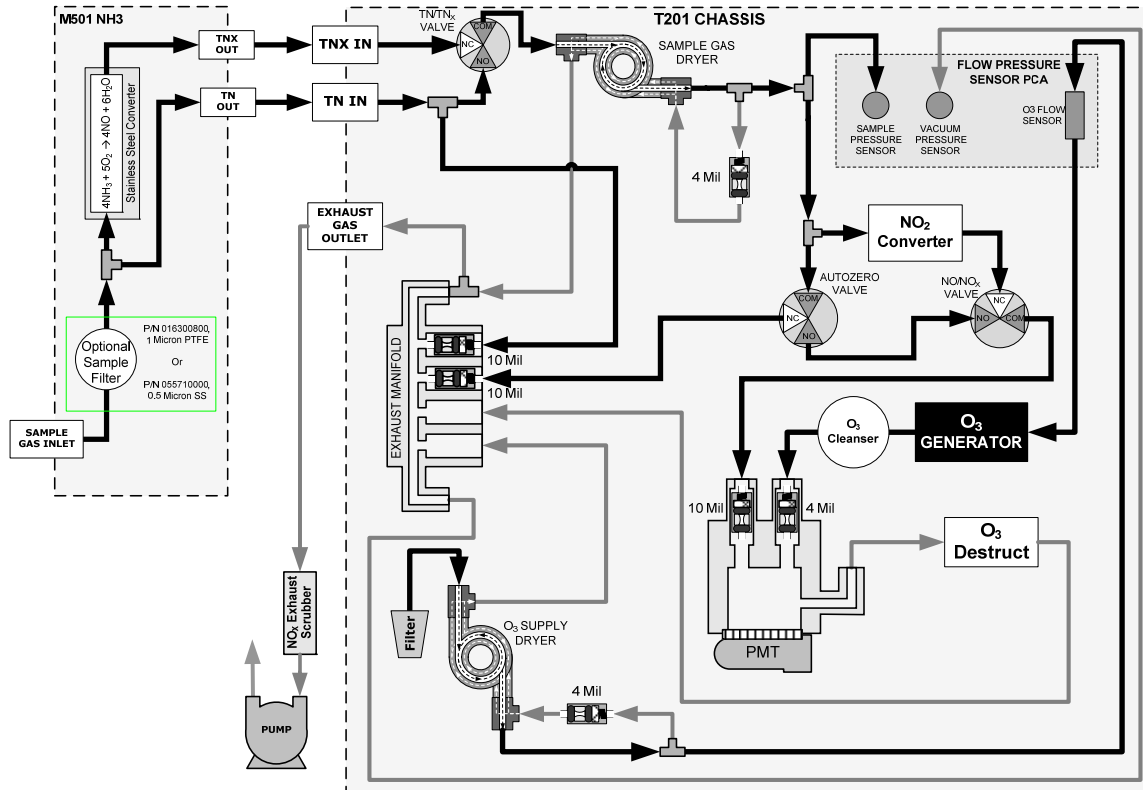 M501 NH3
T201 CHASSIS
TNX
OUT
TNX IN
TN
OUT
TN IN
TN/TNX
VALVE
COM
NC
NO
SAMPLE GAS
DRYER
4 Mil
FLOW PRESSURE
SENSOR PCA
SAMPLE
PRESSURE
SENSOR
VACUUM
PRESSURE
SENSOR
O3 FLOW
SENSOR
4NH3 + 5O2 → 4NO + 6H2O
Stainless Steel Converter
EXHAUST
GAS
OUTLET
NO2
Converter
AUTOZERO
VALVE
COM
NC
NO
NO/NOX
VALVE
NC
NO
COM
Optional
Sample
Filter
P/N 016300800,
1 Micron PTFE
Or
P/N 055710000,
0.5 Micron SS
SAMPLE
GAS INLET
EXHAUST MANIFOLD
10 Mil
10 Mil
O3
Cleanser
O3
GENERATOR
10 Mil
4 Mil
O3
Destruct
PMT
NOX Exhaust
Scrubber
Filter
O3 SUPPLY
DRYER
4 Mil
PUMP